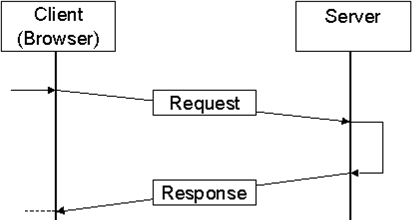 Client
(Browser)
Server
Request
Response